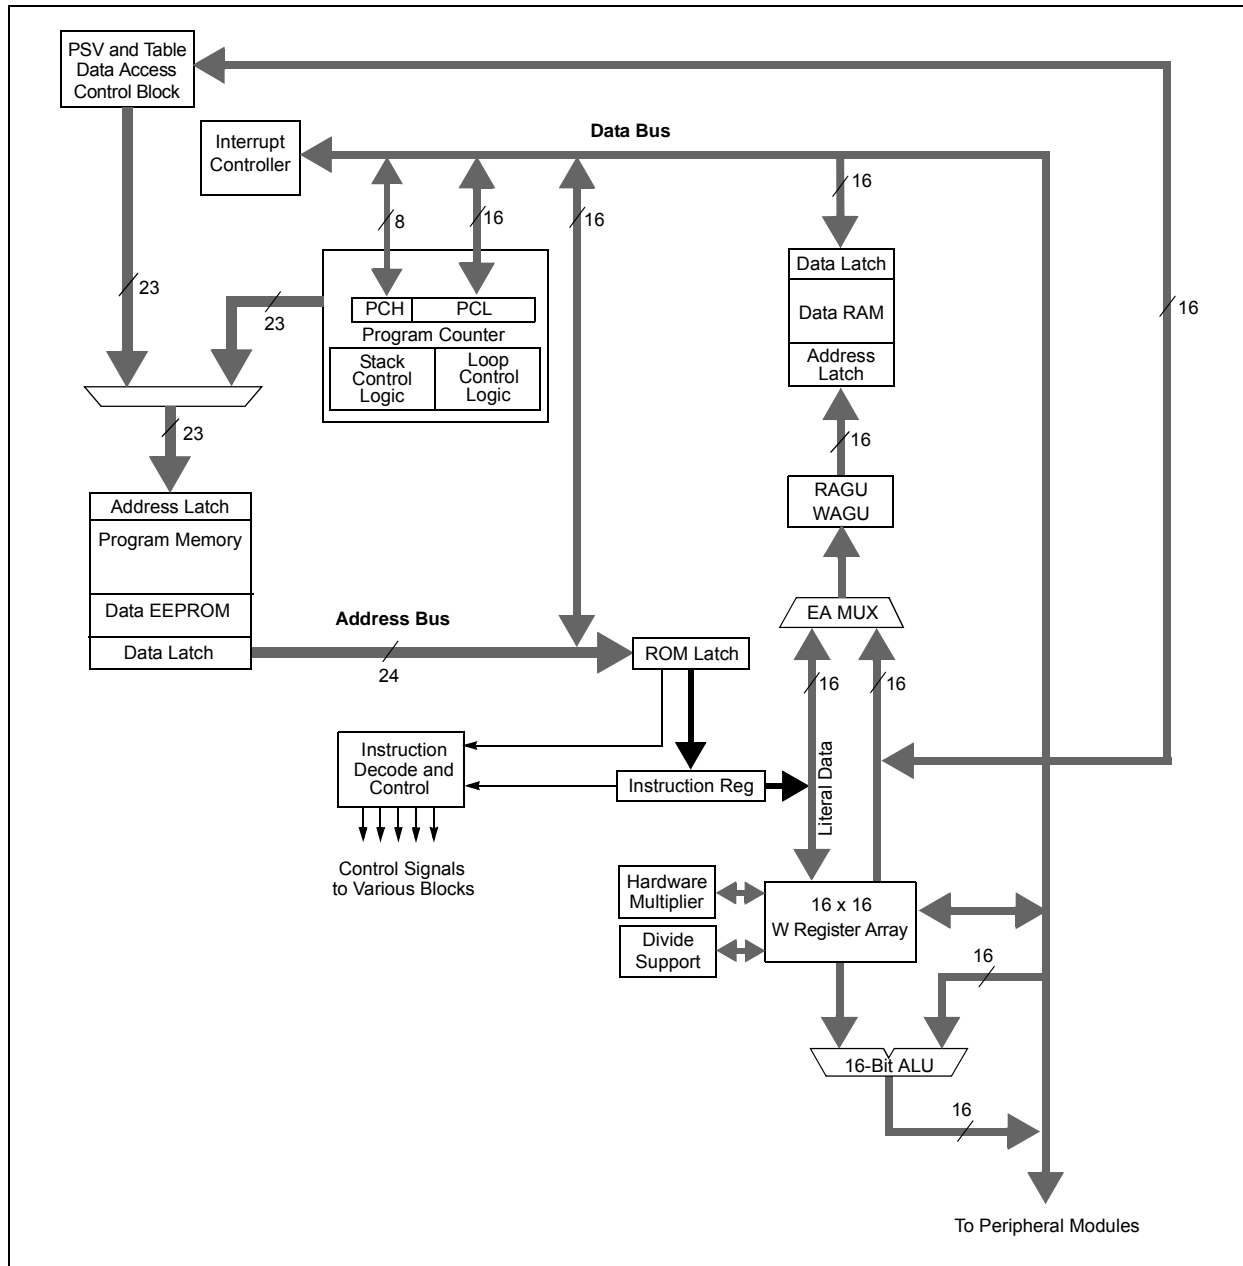 PSV and Table
Data Access
Control Block
Interrupt
Controller
Data Bus
8
16
16
16
16
23
23
23
PCH
PCL
Program Counter
Stack
Control
Logic
Loop
Control
Logic
Data Latch
Data RAM
Address
Latch
16
RAGU
WAGU
EA MUX
16
16
Address Latch
Program Memory
Data EEPROM
Data Latch
Address Bus
24
ROM Latch
Instruction
Decode and
Control
Instruction Reg
Literal Data
Control Signals
to Various Blocks
Hardware
Multiplier
Divide
Support
16 x 16
W Register Array
16
16-Bit ALU
16
To Peripheral Modules